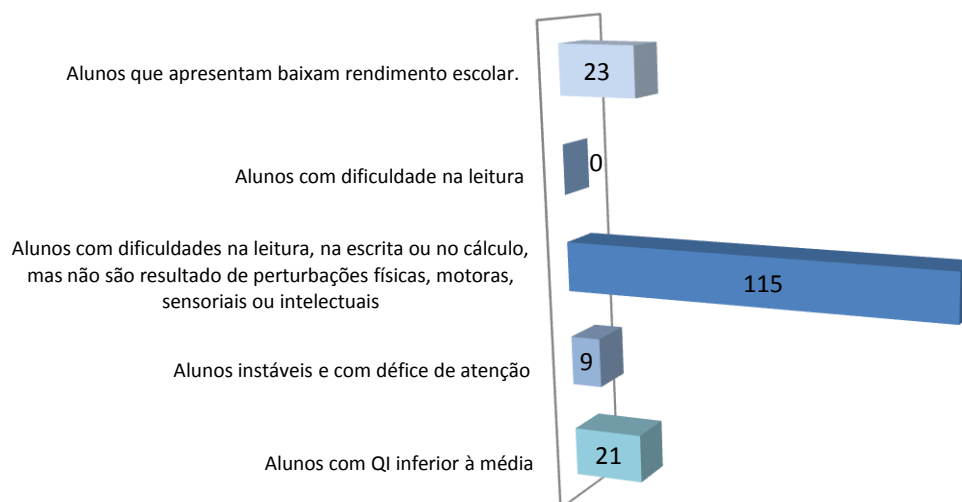 Alunos que apresentam baixam rendimento escolar.
23
Alunos com dificuldade na leitura
0
Alunos com dificuldades na leitura, na escrita ou no cálculo,
mas não são resultado de perturbações físicas, motoras,
sensoriais ou intelectuais
115
Alunos instáveis e com défice de atenção
9
Alunos com QI inferior à média
21